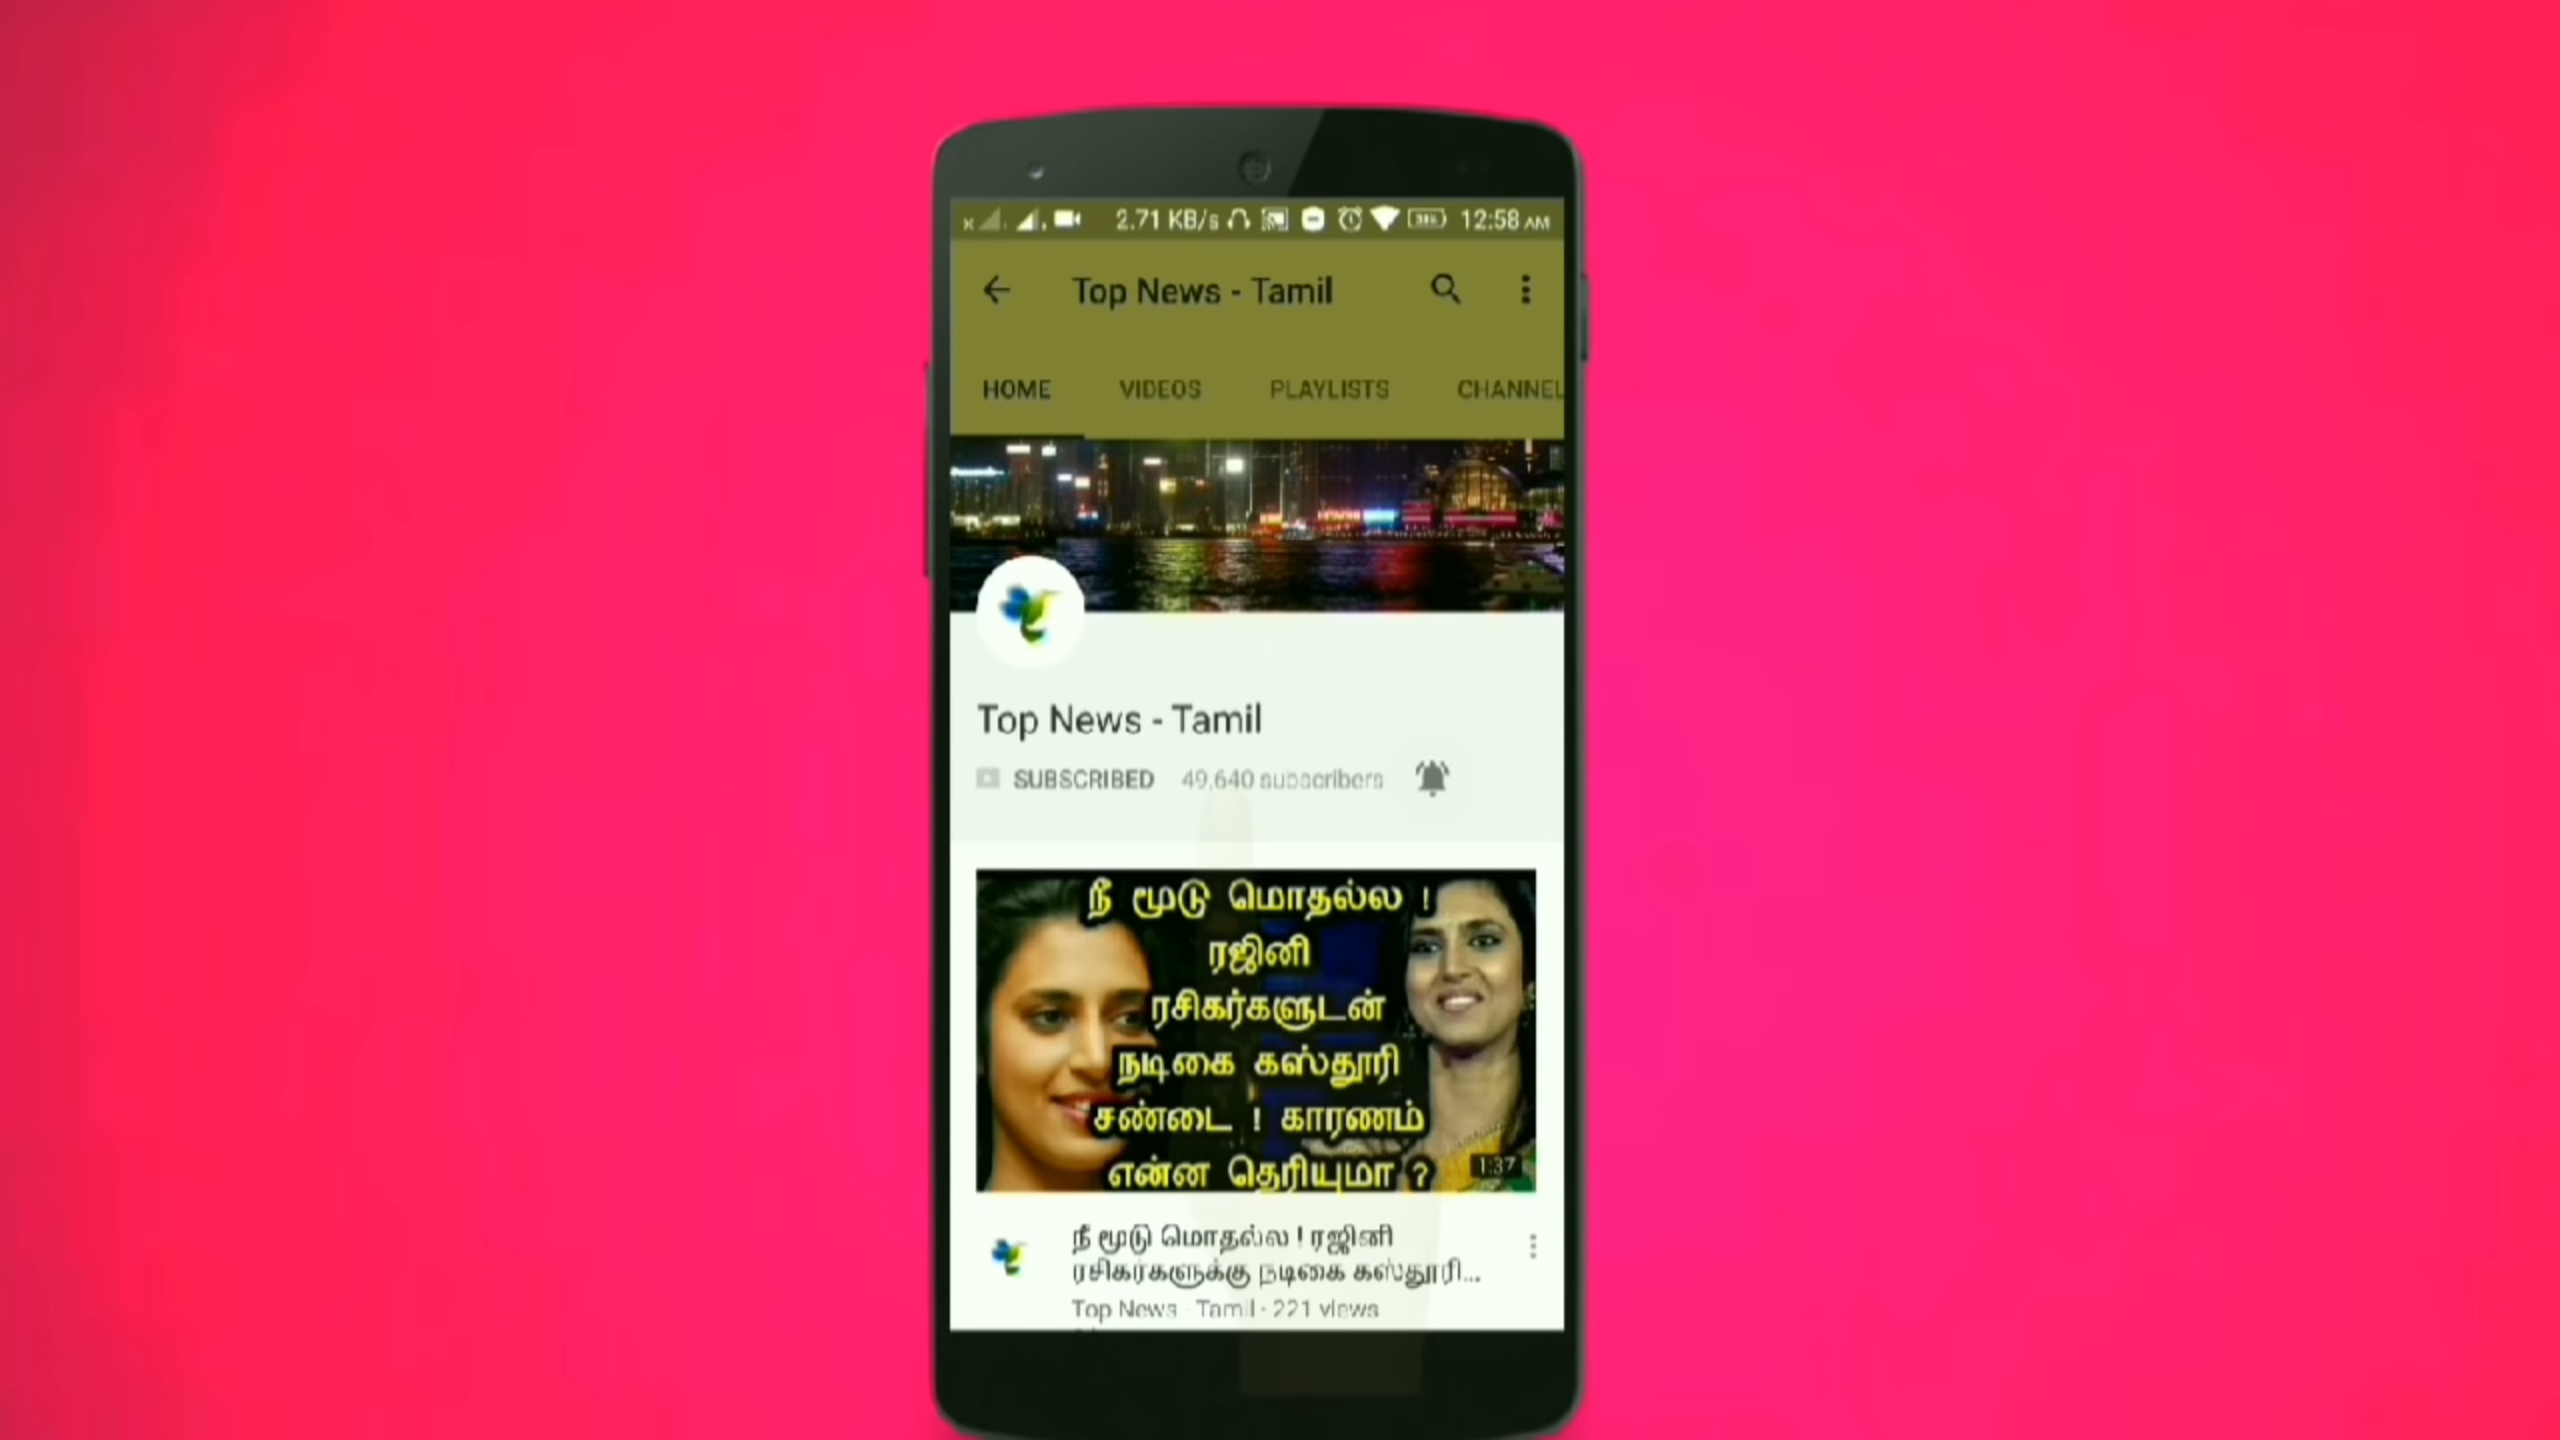 2.71 KB/s 12:58 AM
Top News - Tamil
HOME VIDEOS PLAYLISTS CHANNEL
Top News - Tamil
SUBSCRIBED 49,640 subscribers
நீ மூடு மொதல்ல !
ரஜினி
ரசிகர்களுடன்
நடிகை கஸ்தூரி
சண்டை ! காரணம்
என்ன தெரியுமா ?
1:37
நீ மூடு மொதல்ல ! ரஜினி
ரசிகர்களுக்கு நடிகை கஸ்தூரி...
Top News - Tamil · 221 views